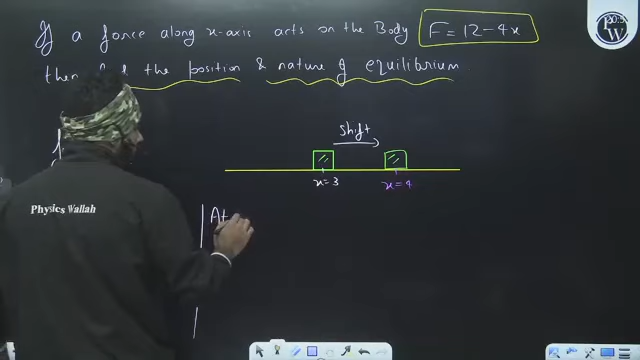 If a force along x-axis acts on the Body F = 12 - 4x
then the position & nature of equilibrium
Shift
x = 3
x = 4
At
Physics Wallah
PW